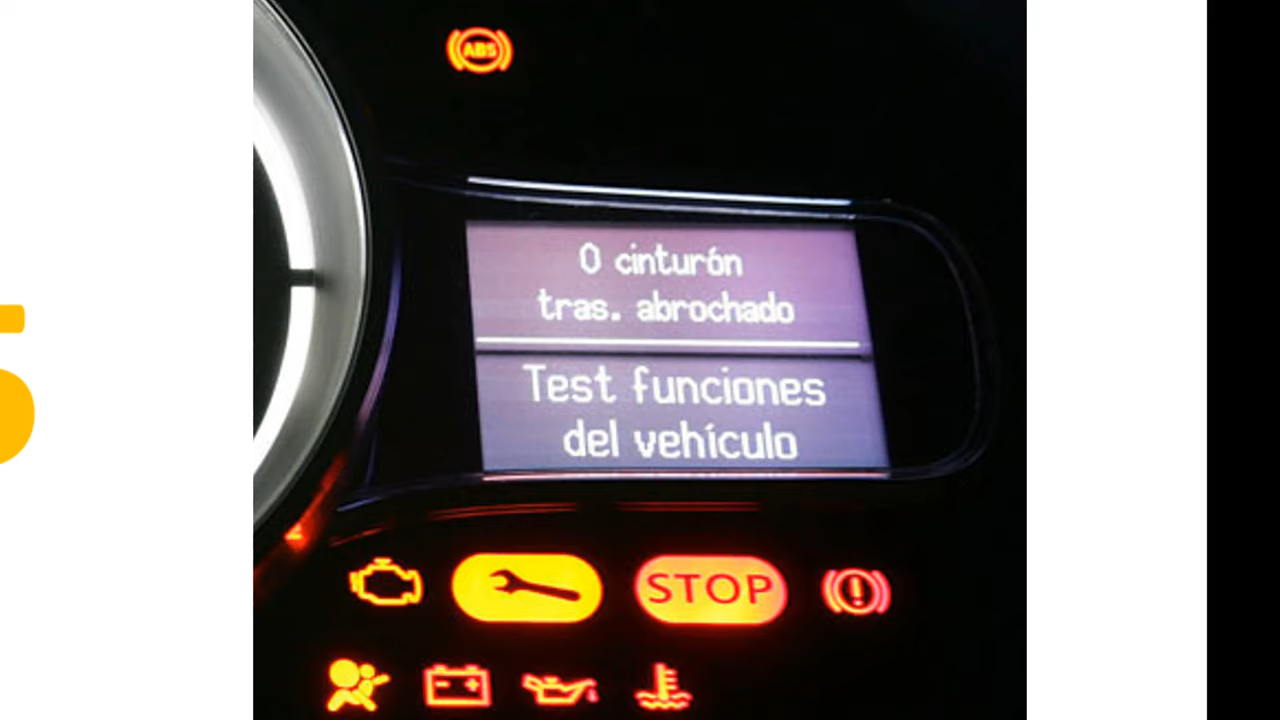 ABS
0 cinturón
tras. abrochado
Test funciones
del vehículo
STOP